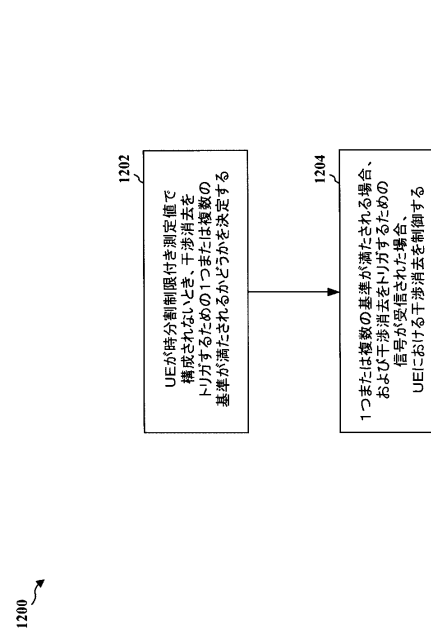 1200
1202
UEが時分割制限付き測定値で
構成されないとき、干渉消去を
トリガするための1つまたは複数の
基準が満たされるかどうかを決定する
1204
1つまたは複数の基準が満たされる場合、
および干渉消去をトリガするための
信号が受信された場合、
UEにおける干渉消去を制御する